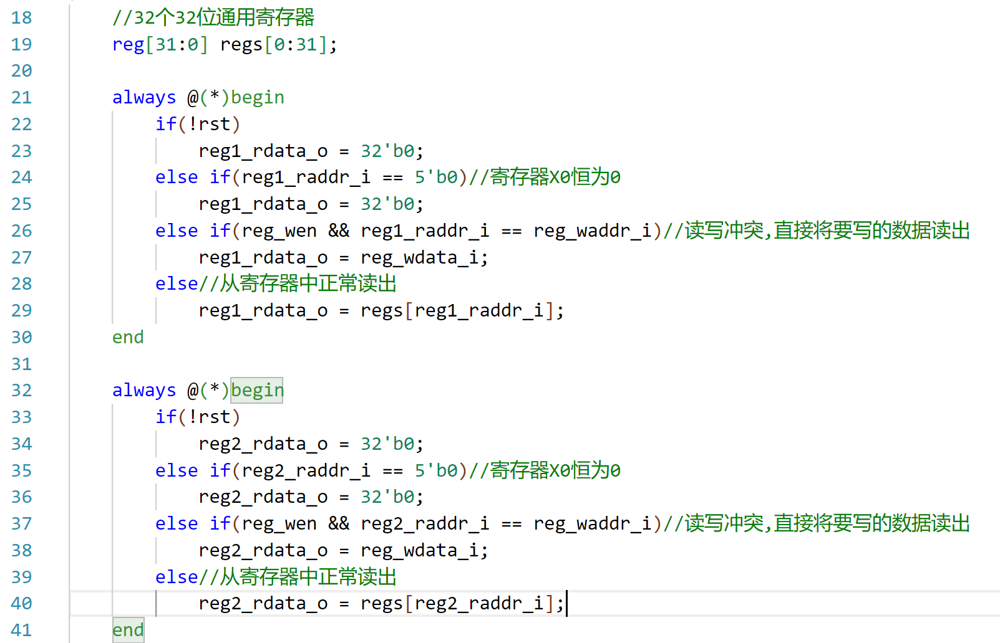 18 //32个32位通用寄存器
19 reg[31:0] regs[0:31];
20
21 always @(*)begin
22 if(!rst)
23 reg1_rdata_o = 32'b0;
24 else if(reg1_raddr_i == 5'b0)//寄存器X0恒为0
25 reg1_rdata_o = 32'b0;
26 else if(reg_wen && reg1_raddr_i == reg_waddr_i)//读写冲突,直接将要写的数据读出
27 reg1_rdata_o = reg_wdata_i;
28 else//从寄存器中正常读出
29 reg1_rdata_o = regs[reg1_raddr_i];
30 end
31
32 always @(*)begin
33 if(!rst)
34 reg2_rdata_o = 32'b0;
35 else if(reg2_raddr_i == 5'b0)//寄存器X0恒为0
36 reg2_rdata_o = 32'b0;
37 else if(reg_wen && reg2_raddr_i == reg_waddr_i)//读写冲突,直接将要写的数据读出
38 reg2_rdata_o = reg_wdata_i;
39 else//从寄存器中正常读出
40 reg2_rdata_o = regs[reg2_raddr_i];
41 end